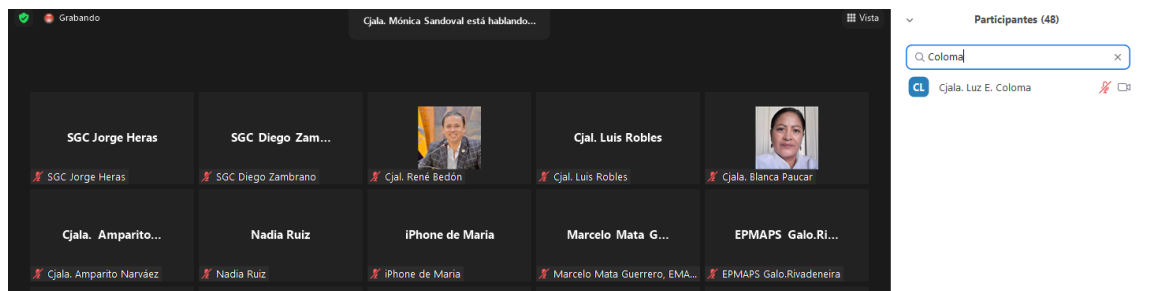 Grabando
Cjala. Mónica Sandoval está hablando...
Vista
SGC Jorge Heras
SGC Diego Zam...
Cjal. Luis Robles
SGC Jorge Heras
SGC Diego Zambrano
Cjal. René Bedón
Cjal. Luis Robles
Cjala. Blanca Paucar
Cjala. Amparito...
Nadia Ruiz
iPhone de Maria
Marcelo Mata G...
EPMAPS Galo.Ri...
Cjala. Amparito Narváez
Nadia Ruiz
iPhone de Maria
Marcelo Mata Guerrero, EMA...
EPMAPS Galo.Rivadeneira
Participantes (48)
Coloma
CL Cjala. Luz E. Coloma